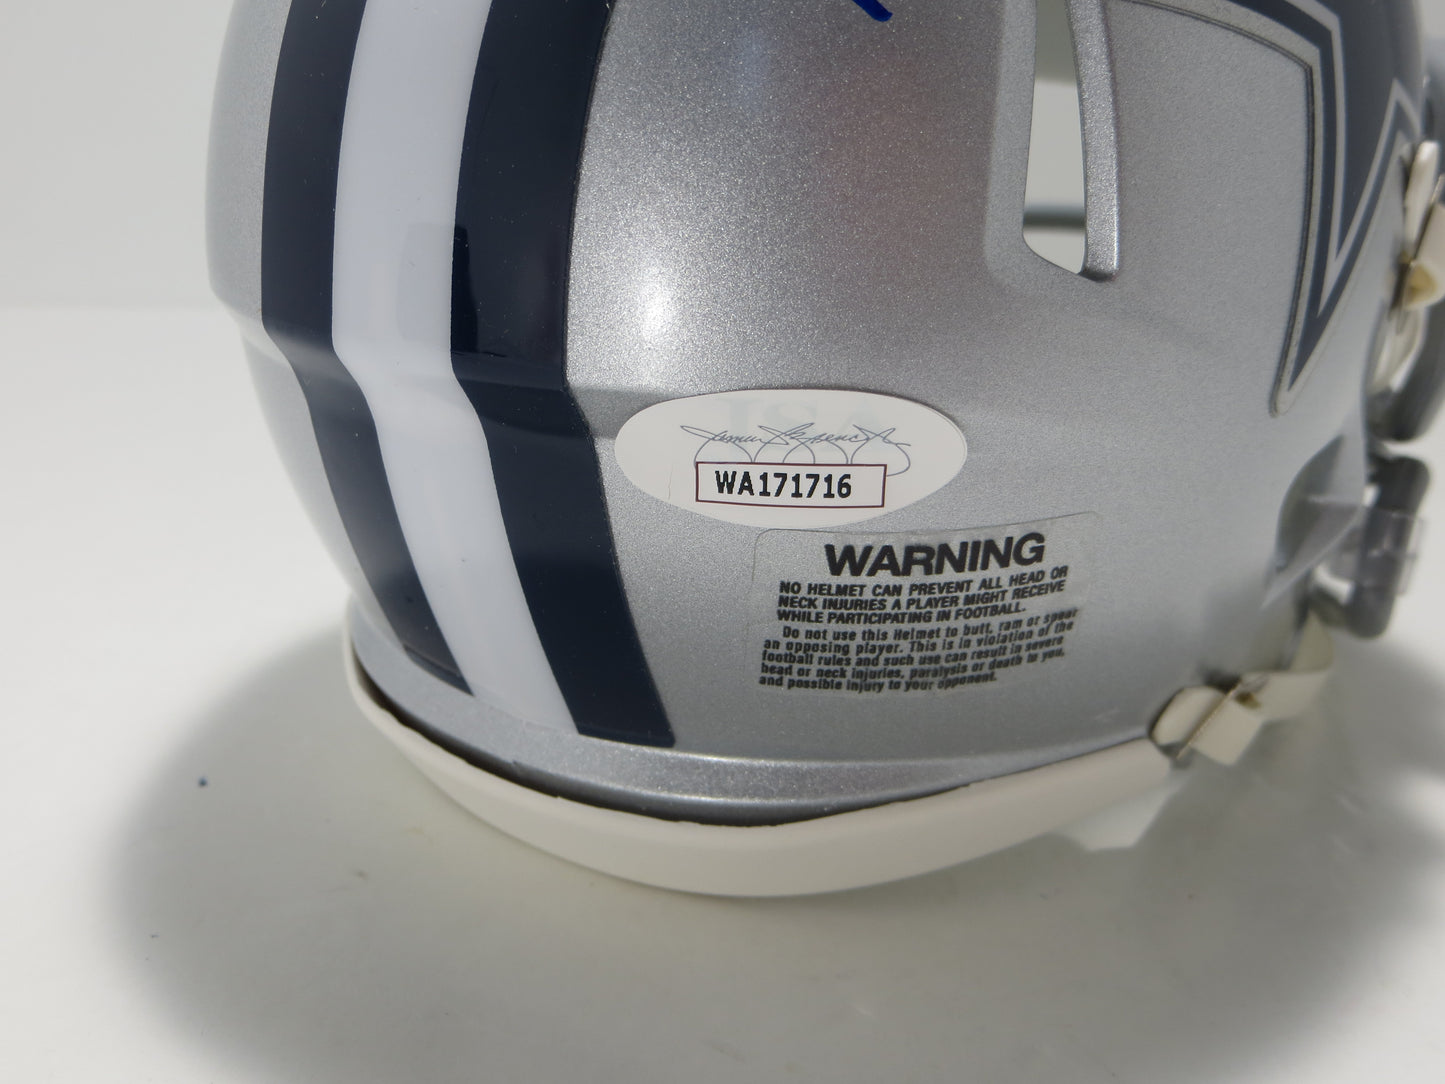 JSA
James Spence
WA171716
WARNING
NO HELMET CAN PREVENT ALL HEAD OR
NECK INJURIES A PLAYER MIGHT RECEIVE
WHILE PARTICIPATING IN FOOTBALL.
Do not use this Helmet to butt, ram or spear
an opposing player. This is in violation of the
football rules and such use can result in severe
head or neck injuries, paralysis or death to you,
and possible injury to your opponent.